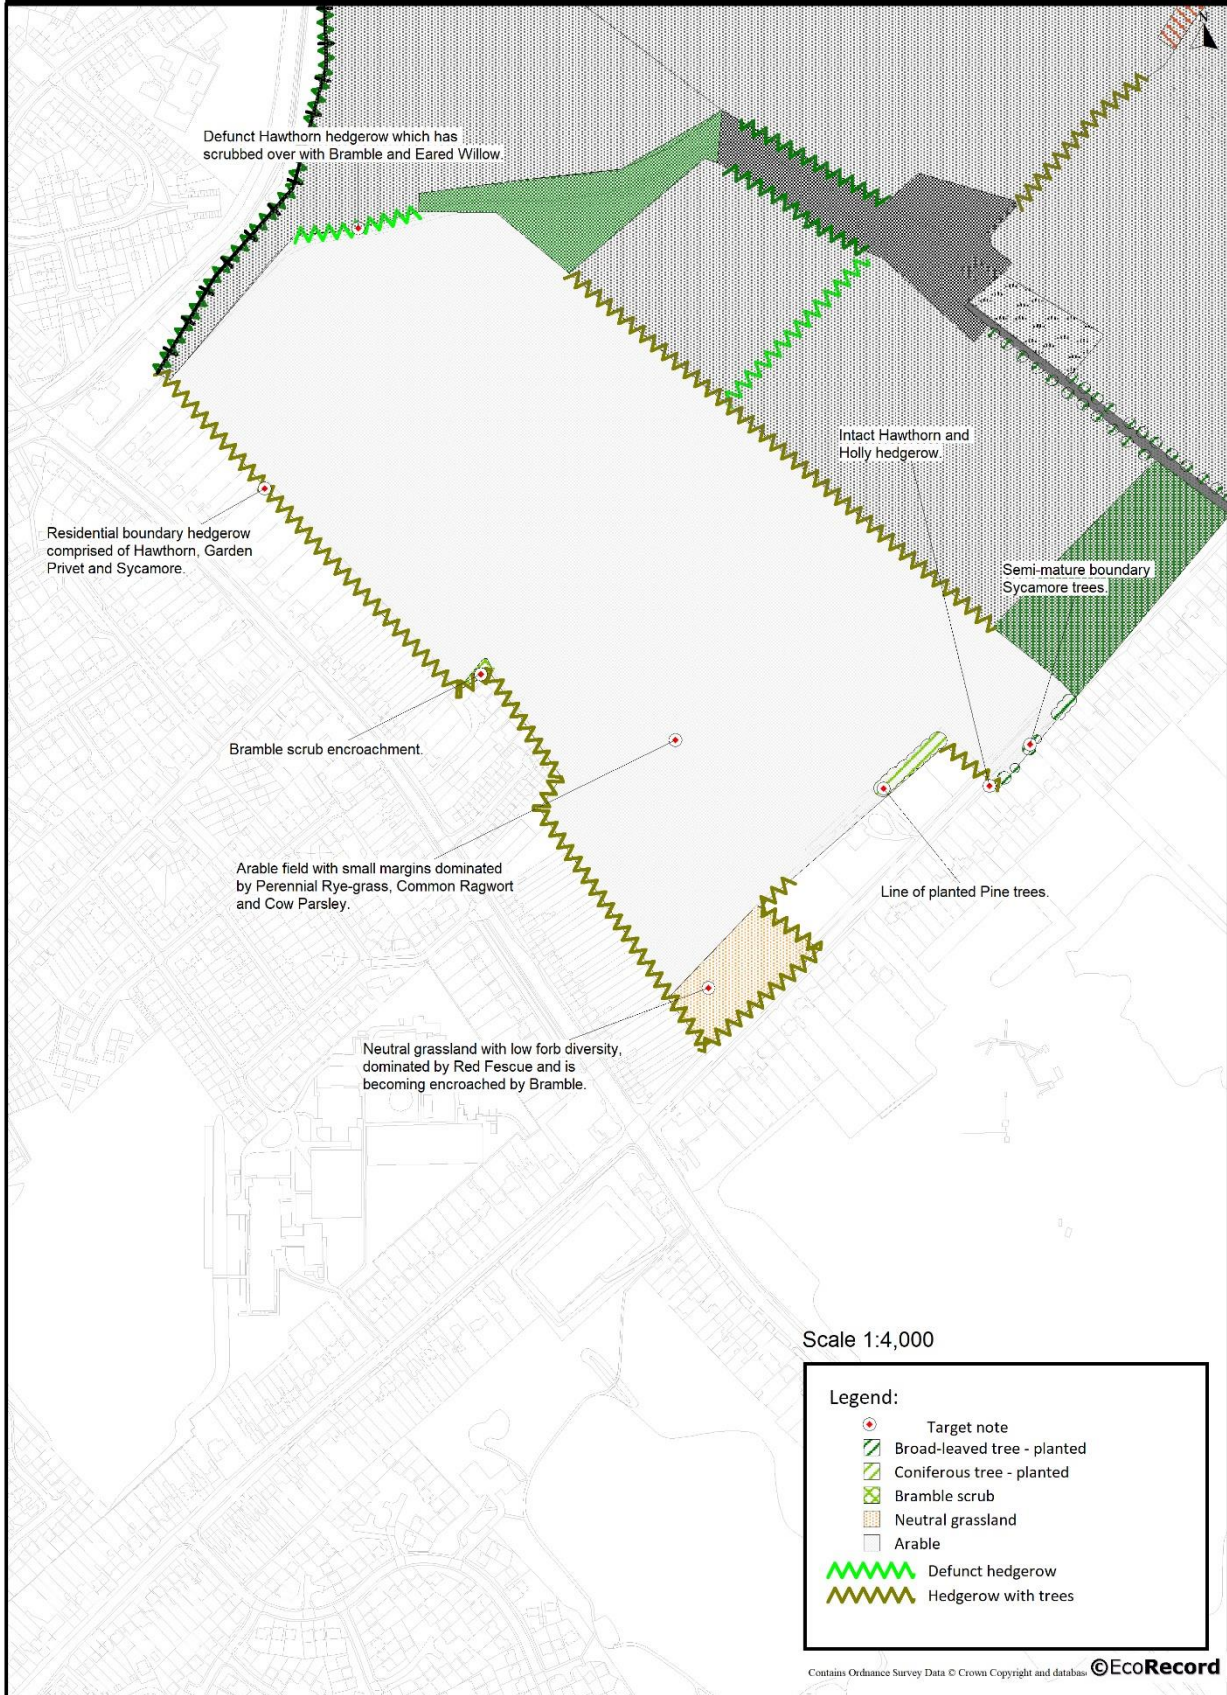 N
Defunct Hawthorn hedgerow which has
scrubbed over with Bramble and Eared Willow.
Intact Hawthorn and
Holly hedgerow.
Residential boundary hedgerow
comprised of Hawthorn, Garden
Privet and Sycamore.
Semi-mature boundary
Sycamore trees.
Bramble scrub encroachment.
Arable field with small margins dominated
by Perennial Rye-grass, Common Ragwort
and Cow Parsley.
Line of planted Pine trees.
Neutral grassland with low forb diversity,
dominated by Red Fescue and is
becoming encroached by Bramble.
Scale 1:4,000
Legend:
Target note
Broad-leaved tree - planted
Coniferous tree - planted
Bramble scrub
Neutral grassland
Arable
Defunct hedgerow
Hedgerow with trees
Contains Ordnance Survey Data © Crown Copyright and databas
©EcoRecord